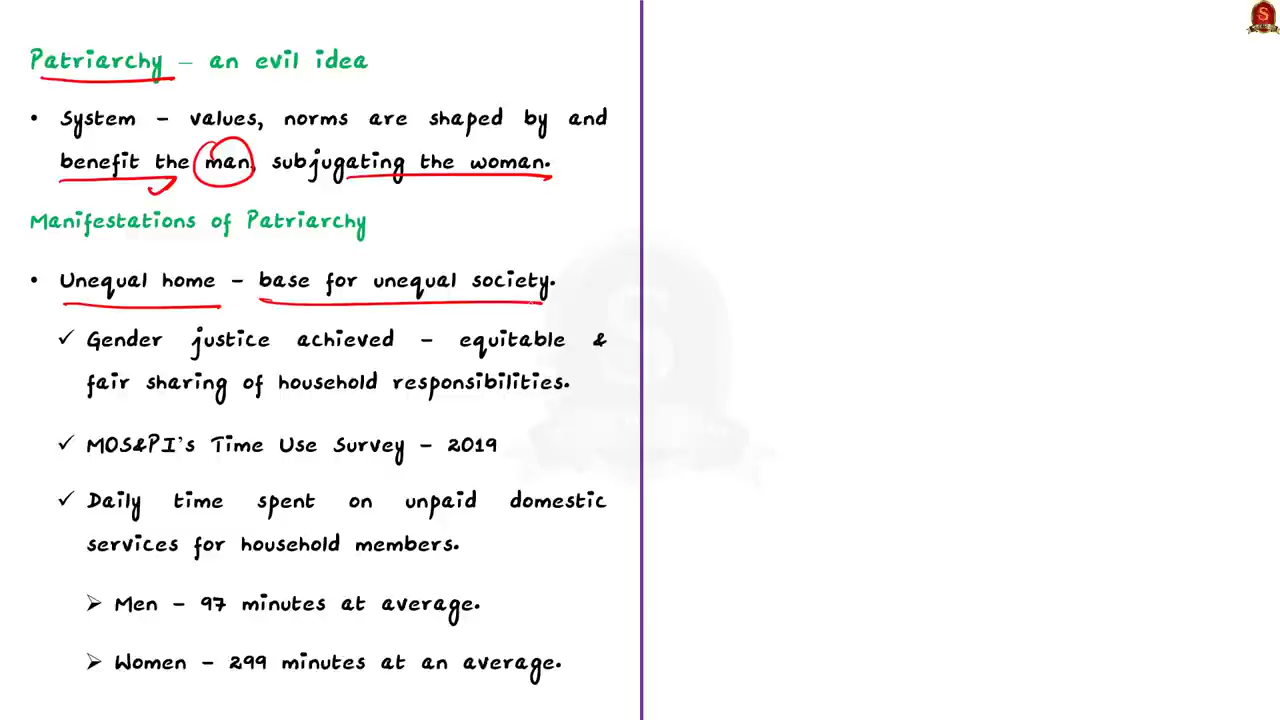 Patriarchy – an evil idea
• System – values, norms are shaped by and
benefit the man, subjugating the woman.
Manifestations of Patriarchy
• Unequal home – base for unequal society.
✓ Gender justice achieved – equitable &
fair sharing of household responsibilities.
✓ MOS&PI's Time Use Survey – 2019
✓ Daily time spent on unpaid domestic
services for household members.
➢ Men – 97 minutes at average.
➢ Women – 299 minutes at an average.